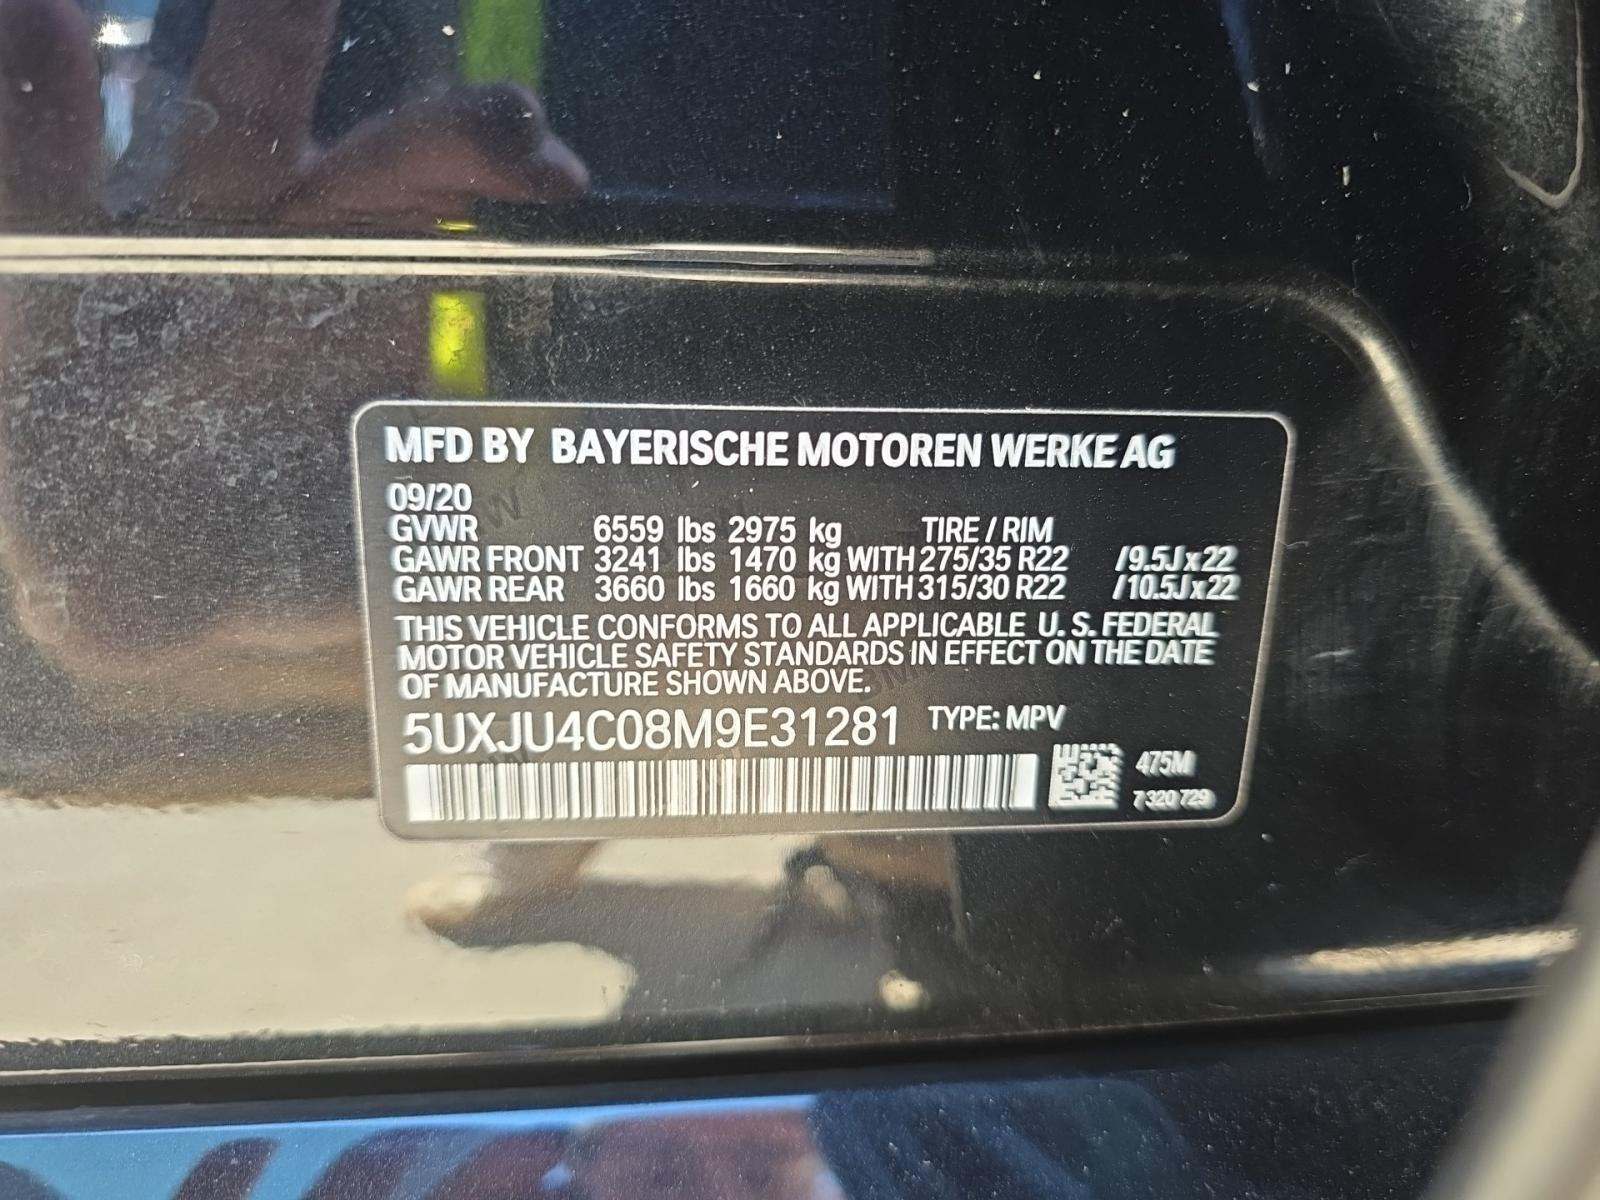 MFD BY BAYERISCHE MOTOREN WERKE AG
09/20
GVWR 6559 lbs 2975 kg TIRE / RIM
GAWR FRONT 3241 lbs 1470 kg WITH 275/35 R22 /9.5J x 22
GAWR REAR 3660 lbs 1660 kg WITH 315/30 R22 /10.5J x 22
THIS VEHICLE CONFORMS TO ALL APPLICABLE U. S. FEDERAL
MOTOR VEHICLE SAFETY STANDARDS IN EFFECT ON THE DATE
OF MANUFACTURE SHOWN ABOVE.
5UXJU4C08M9E31281 TYPE: MPV
475M
7 320 729